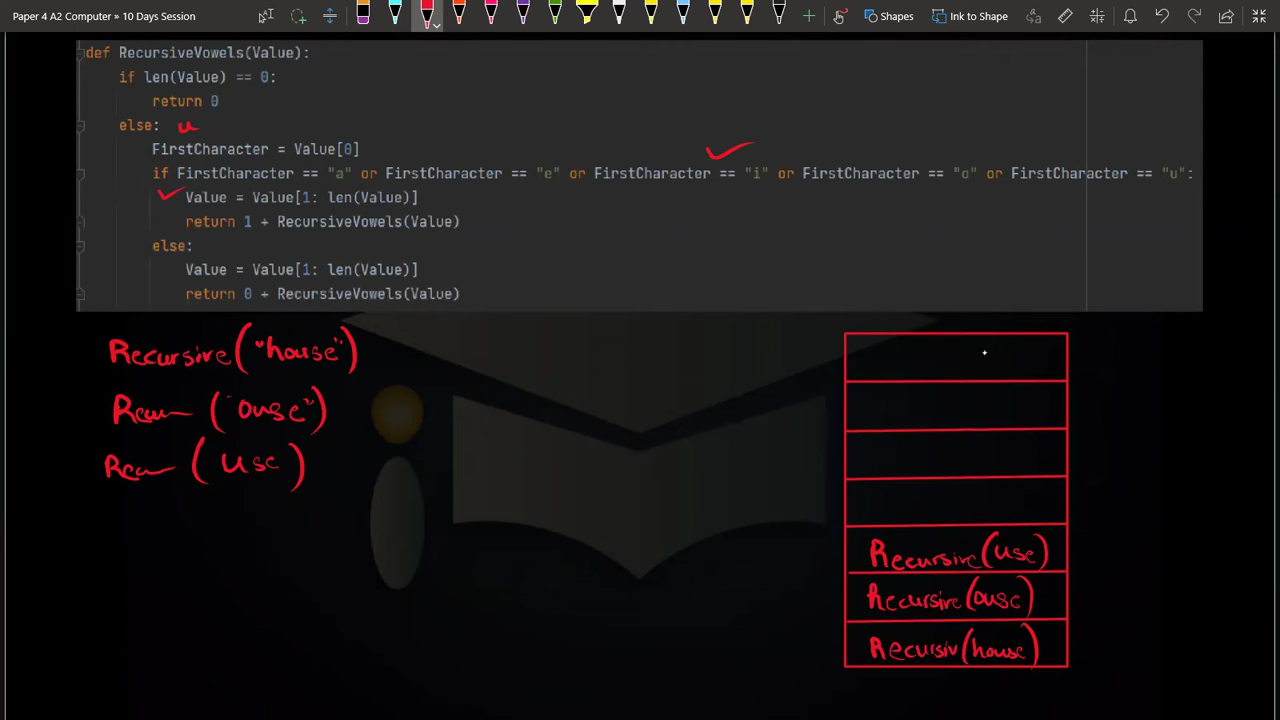 Paper 4 A2 Computer » 10 Days Session
Shapes
Ink to Shape
def RecursiveVowels(Value):
if len(Value) == 0:
return 0
else: u
FirstCharacter = Value[0]
if FirstCharacter == "a" or FirstCharacter == "e" or FirstCharacter == "i" or FirstCharacter == "o" or FirstCharacter == "u":
Value = Value[1: len(Value)]
return 1 + RecursiveVowels(Value)
else:
Value = Value[1: len(Value)]
return 0 + RecursiveVowels(Value)
Recursive("house")
("ouse")
(use)
Recursive(use)
Recursive(ouse)
Recursiv(house)